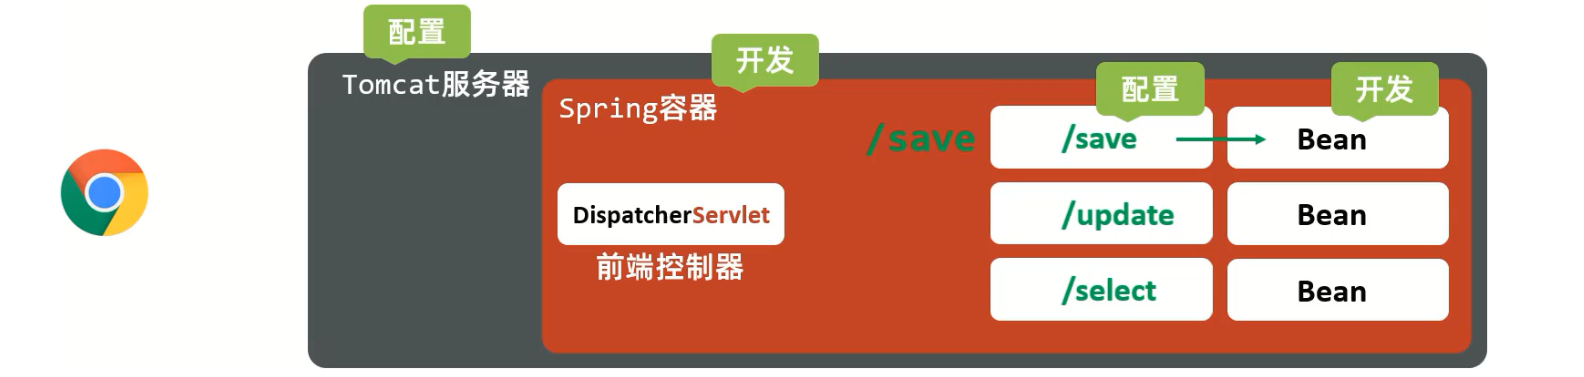 配置
开发
Tomcat服务器
配置
开发
Spring容器
/save
/save
Bean
DispatcherServlet
/update
Bean
前端控制器
/select
Bean